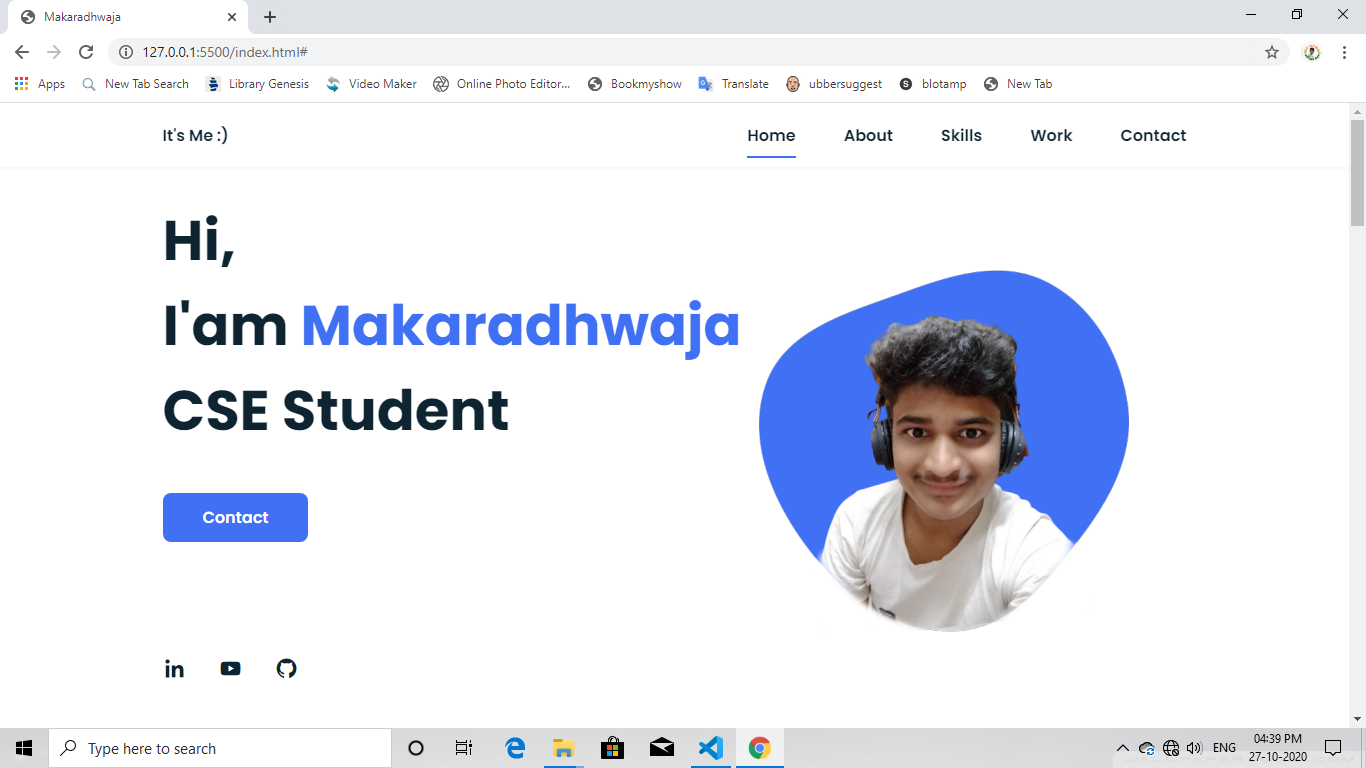 Makaradhwaja
127.0.0.1:5500/index.html#
Apps New Tab Search Library Genesis Video Maker Online Photo Editor... Bookmyshow Translate ubbersuggest blotamp New Tab
It's Me :) Home About Skills Work Contact
Hi,
I'am Makaradhwaja
CSE Student
Contact
in
Type here to search
ENG
04:39 PM
27-10-2020